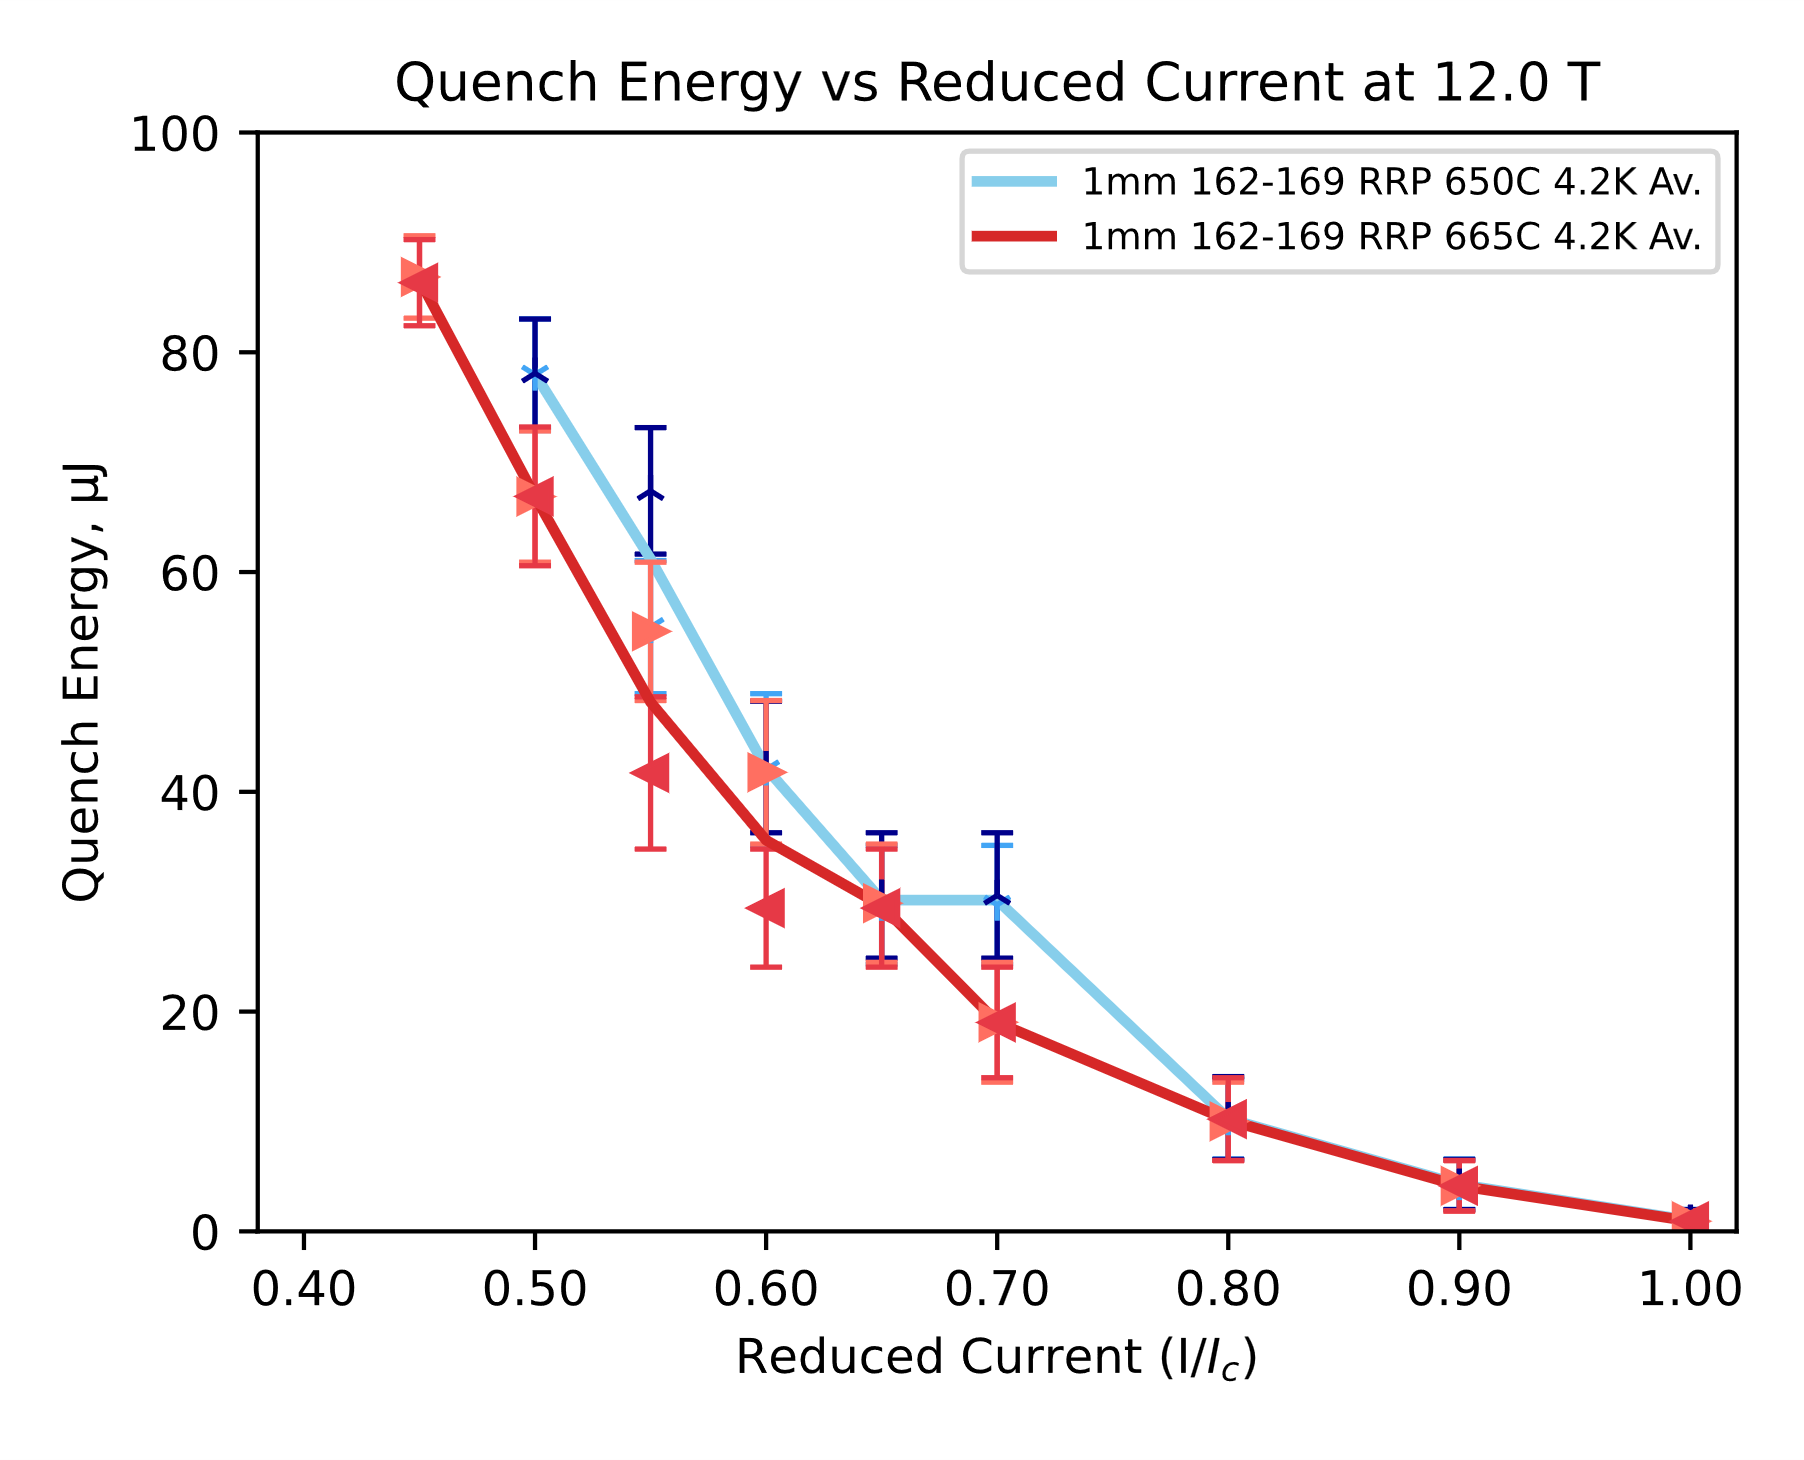 Quench Energy vs Reduced Current at 12.0 T
1mm 162-169 RRP 650C 4.2K Av.
1mm 162-169 RRP 665C 4.2K Av.
Quench Energy, µJ
100
80
60
40
20
0
0.40 0.50 0.60 0.70 0.80 0.90 1.00
Reduced Current (I/I_c)